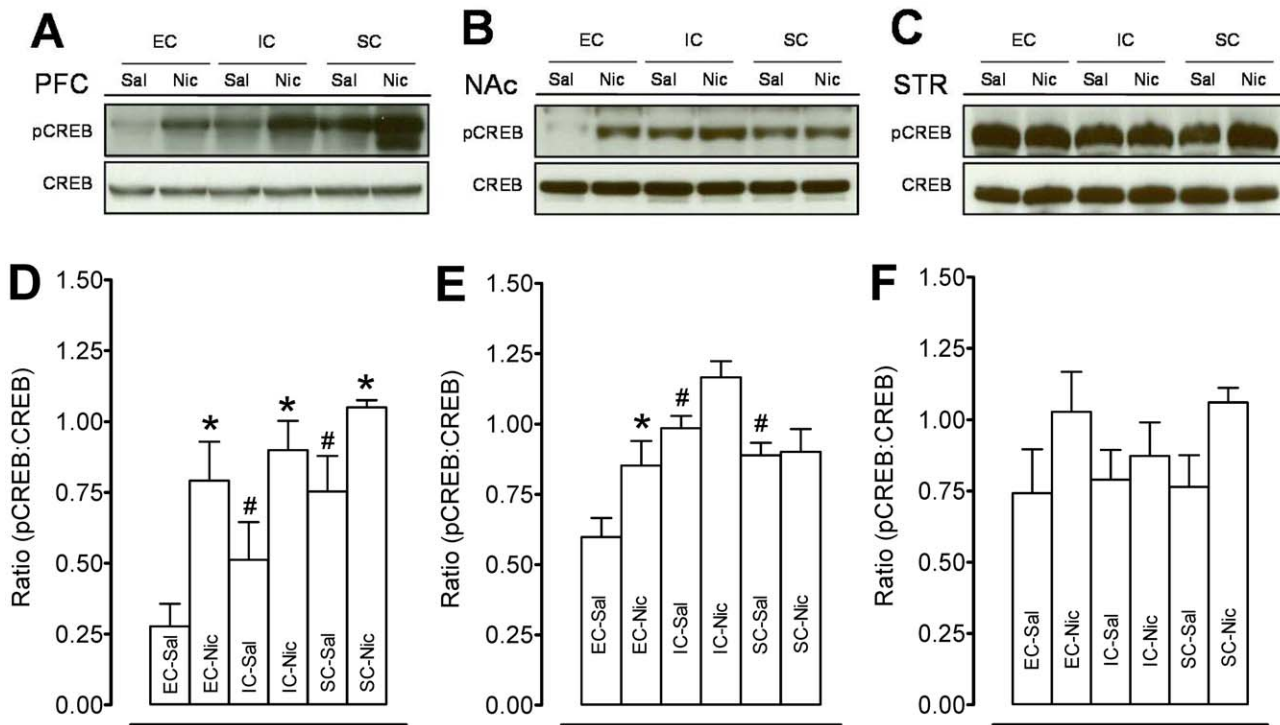 A
EC IC SC
PFC Sal Nic Sal Nic Sal Nic
pCREB
CREB
B
EC IC SC
NAc Sal Nic Sal Nic Sal Nic
pCREB
CREB
C
EC IC SC
STR Sal Nic Sal Nic Sal Nic
pCREB
CREB
D
Ratio (pCREB:CREB)
1.50
1.25
1.00
0.75
0.50
0.25
0.00
* # * # *
EC-Sal EC-Nic IC-Sal IC-Nic SC-Sal SC-Nic
E
Ratio (pCREB:CREB)
1.50
1.25
1.00
0.75
0.50
0.25
0.00
* # #
EC-Sal EC-Nic IC-Sal IC-Nic SC-Sal SC-Nic
F
Ratio (pCREB:CREB)
1.50
1.25
1.00
0.75
0.50
0.25
0.00
EC-Sal EC-Nic IC-Sal IC-Nic SC-Sal SC-Nic